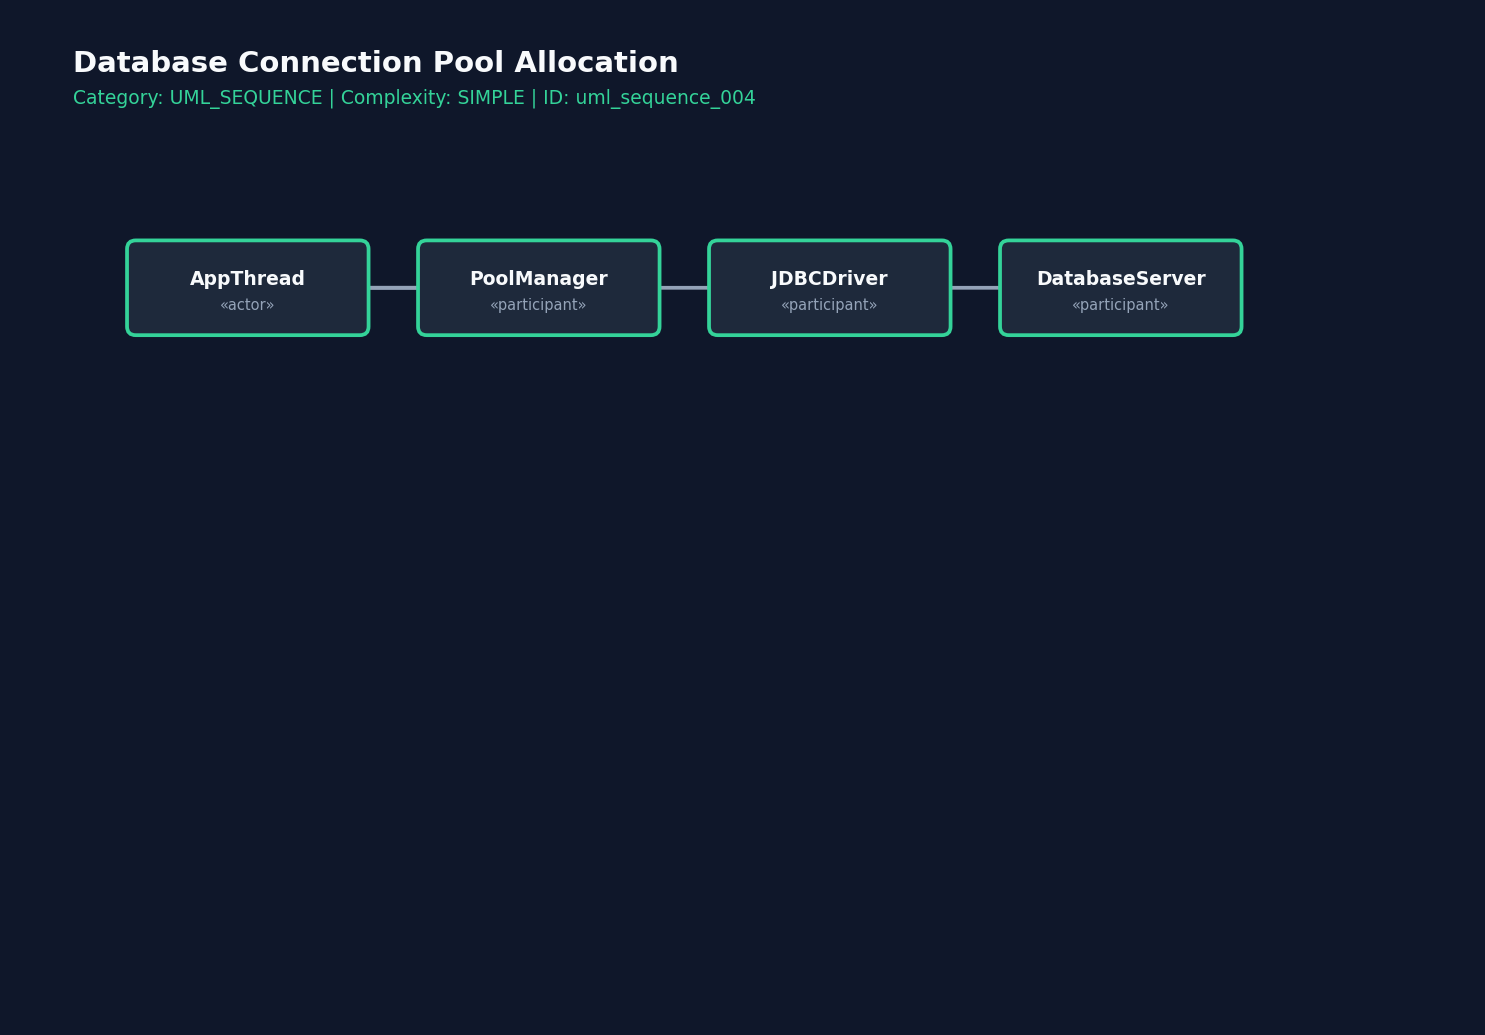 Database Connection Pool Allocation
Category: UML_SEQUENCE | Complexity: SIMPLE | ID: uml_sequence_004
AppThread
«actor»
PoolManager
«participant»
JDBCDriver
«participant»
DatabaseServer
«participant»